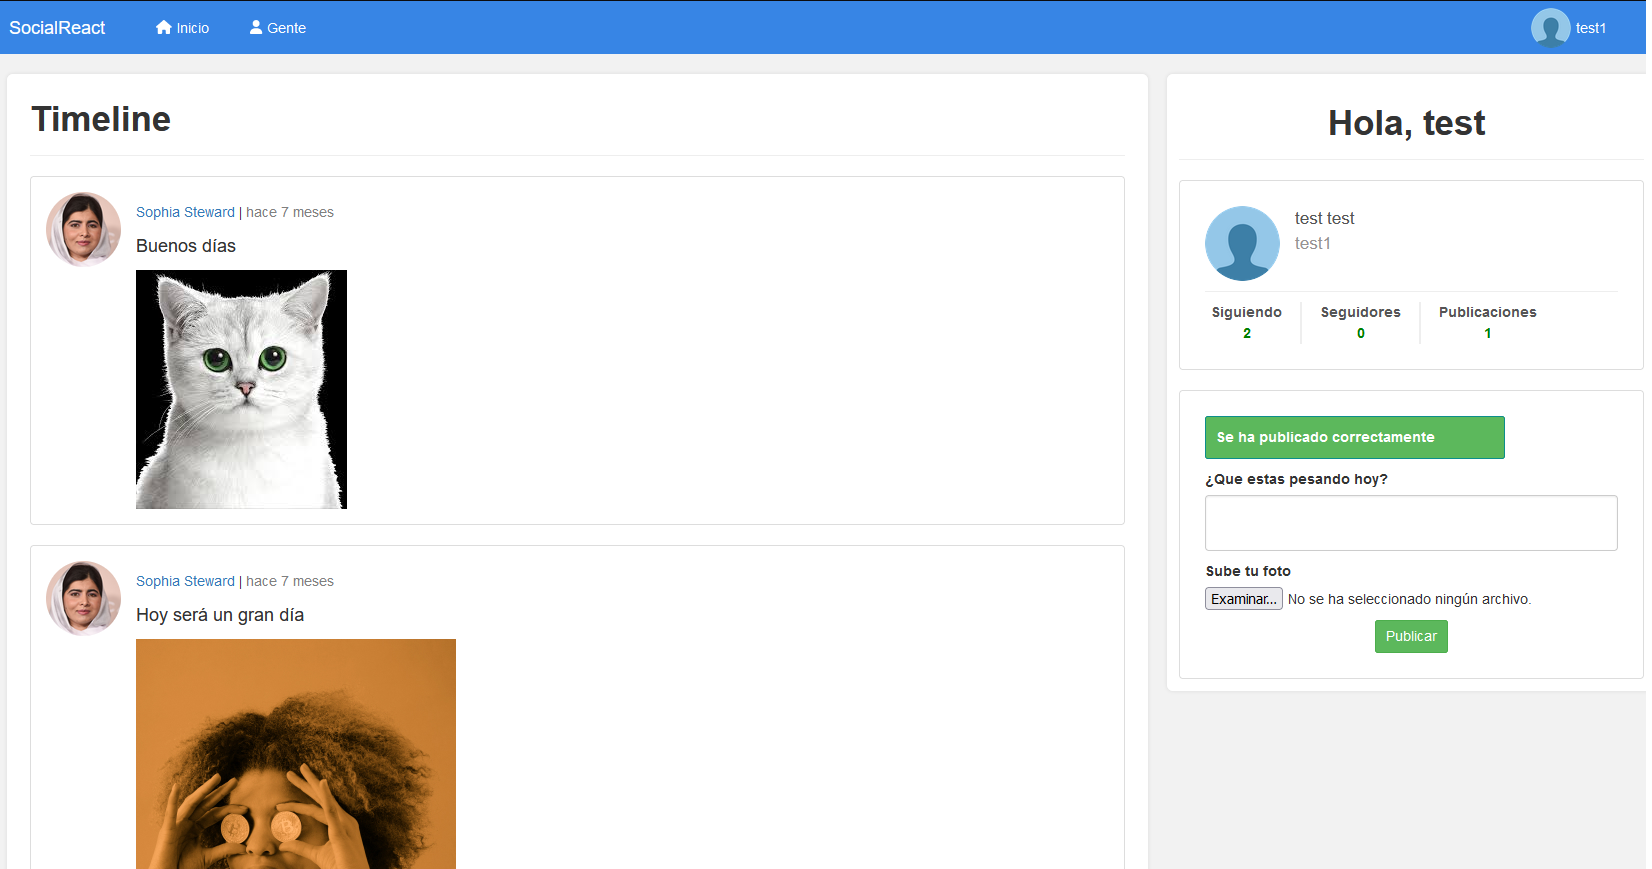 SocialReact
Inicio
Gente
test1
Timeline
Sophia Steward | hace 7 meses
Buenos días
Sophia Steward | hace 7 meses
Hoy será un gran día
Hola, test
test test
test1
Siguiendo
2
Seguidores
0
Publicaciones
1
Se ha publicado correctamente
¿Que estas pesando hoy?
Sube tu foto
Examinar... No se ha seleccionado ningún archivo.
Publicar